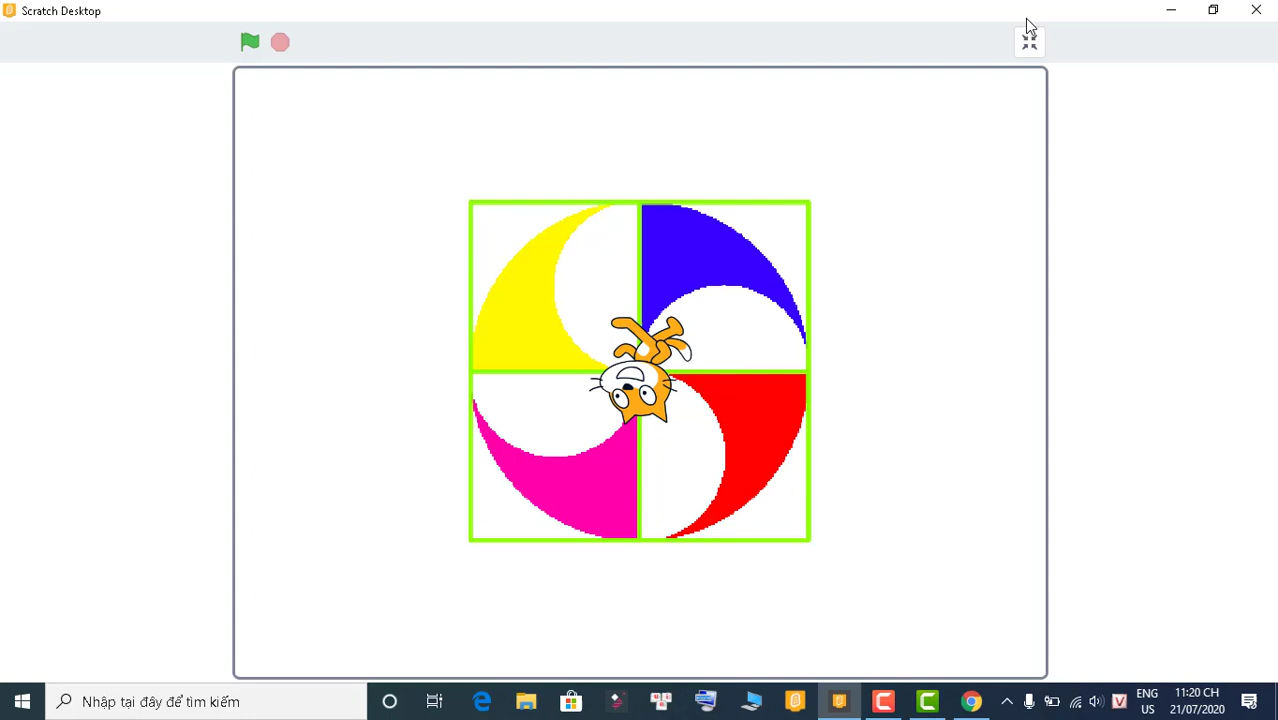 Scratch Desktop
Nhập tại đây để tìm kiếm
V
ENG
US
11:20 CH
21/07/2020